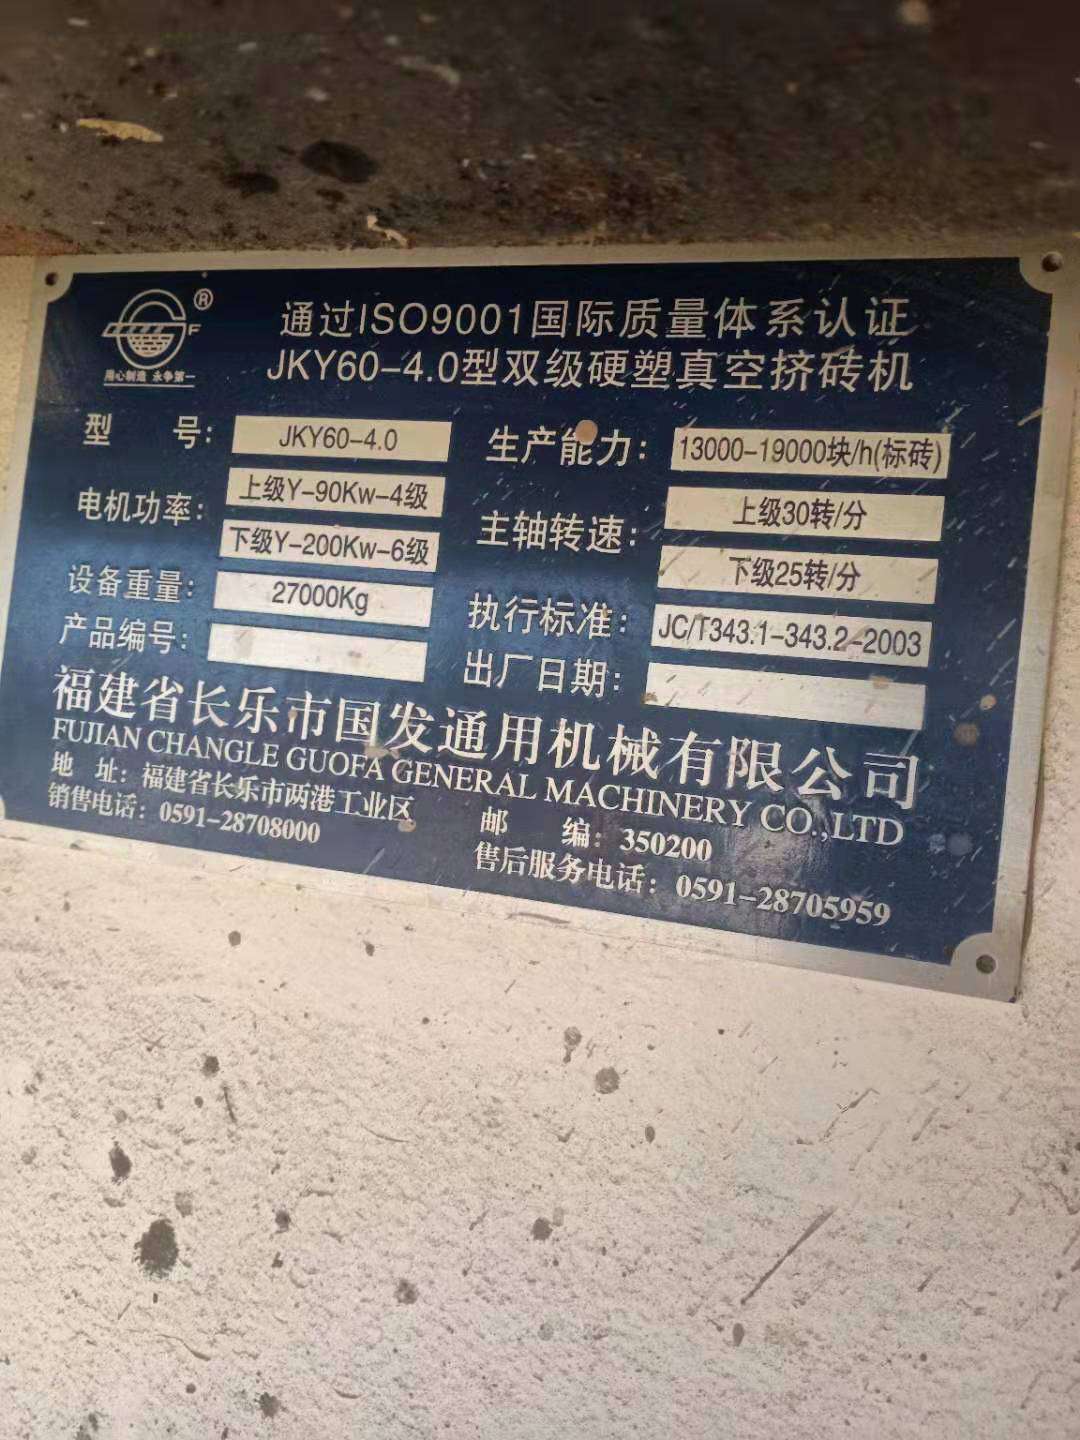 ®
GF
用心制造 永争第一
通过ISO9001国际质量体系认证
JKY60-4.0型双级硬塑真空挤砖机
型 号： JKY60-4.0
生产能力： 13000-19000块/h(标砖)
电机功率： 上级Y-90Kw-4级
下级Y-200Kw-6级
主轴转速： 上级30转/分
下级25转/分
设备重量： 27000Kg
执行标准： JC/T343.1-343.2-2003
产品编号：
出厂日期：
福建省长乐市国发通用机械有限公司
FUJIAN CHANGLE GUOFA GENERAL MACHINERY CO.,LTD
地 址：福建省长乐市两港工业区
邮 编：350200
销售电话：0591-28708000
售后服务电话：0591-28705959